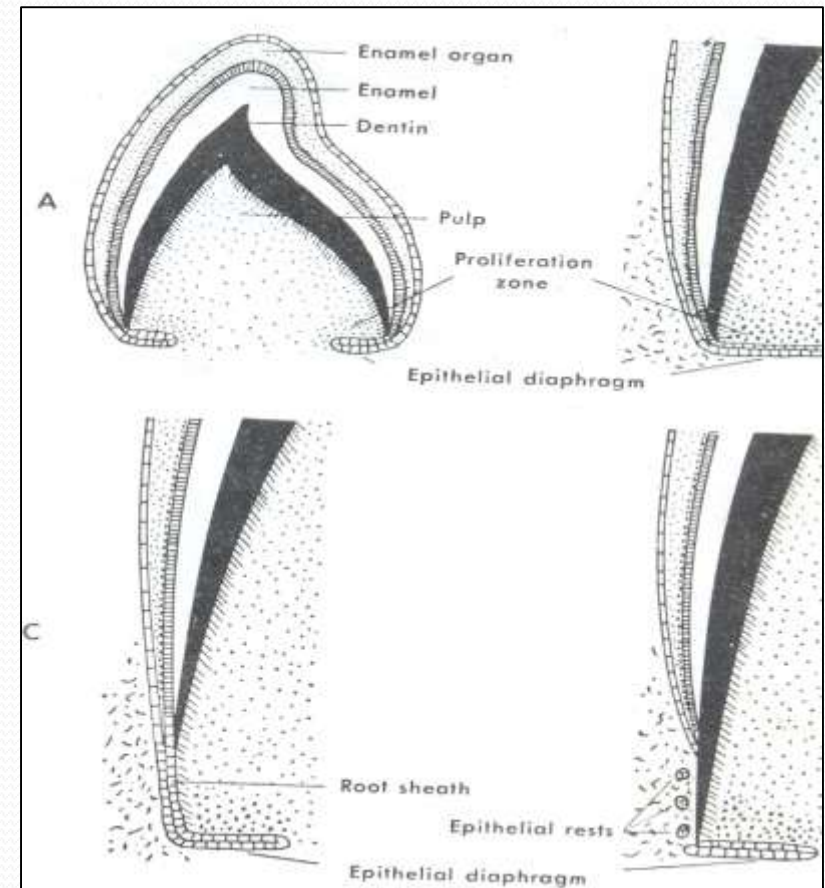 Enamel organ
Enamel
Dentin
A
Pulp
Proliferation
zone
Epithelial diaphragm
C
Root sheath
Epithelial rests
Epithelial diaphragm